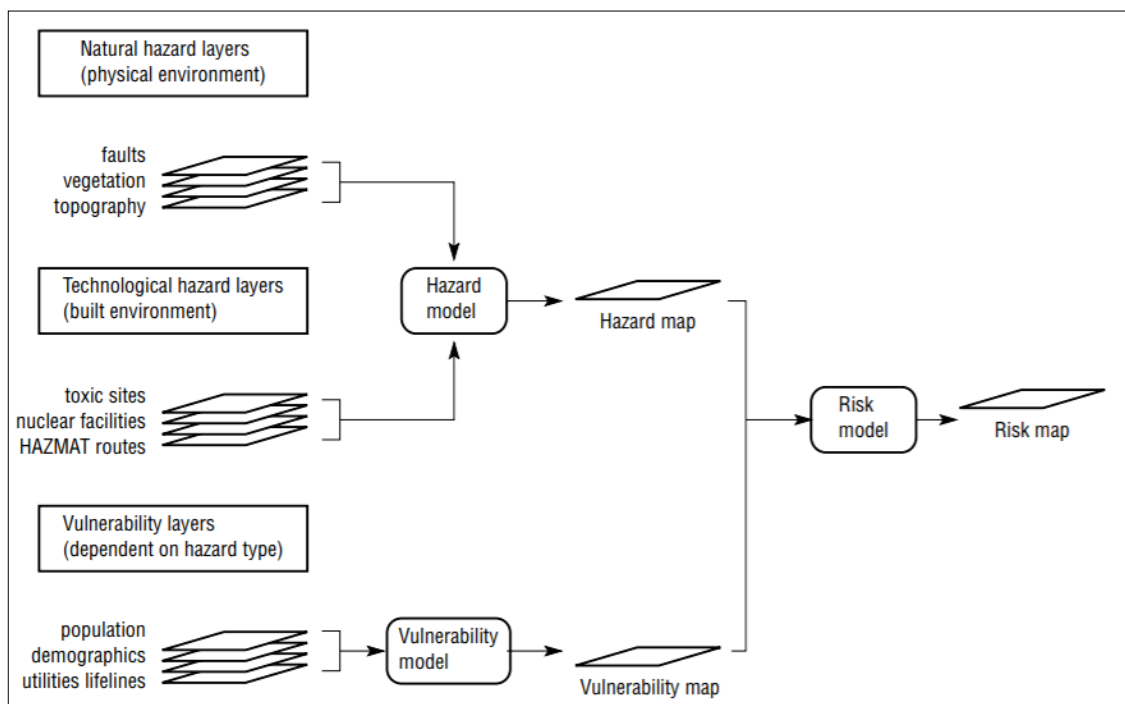 Natural hazard layers
(physical environment)
faults
vegetation
topography
Technological hazard layers
(built environment)
Hazard
model
Hazard map
toxic sites
nuclear facilities
HAZMAT routes
Risk
model
Risk map
Vulnerability layers
(dependent on hazard type)
population
demographics
utilities lifelines
Vulnerability
model
Vulnerability map